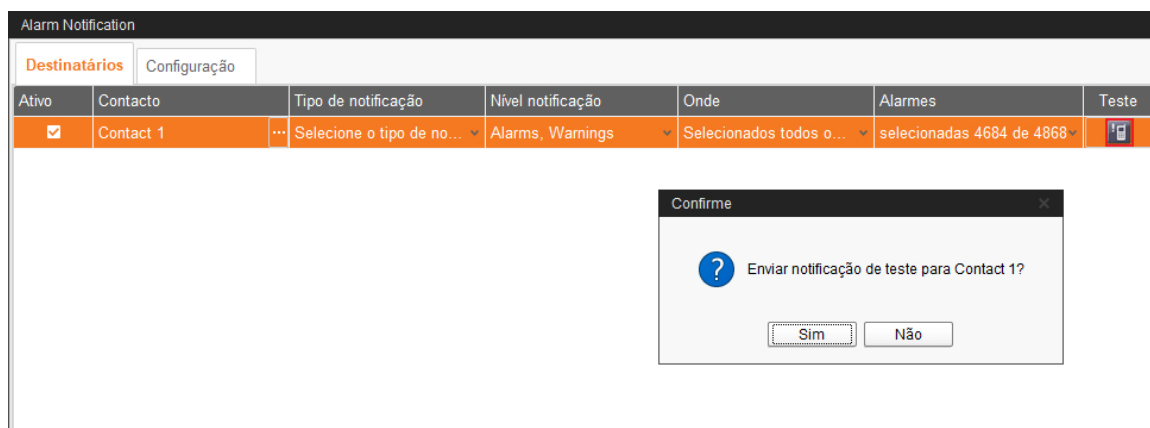 Alarm Notification
Destinatários Configuração
Ativo Contacto Tipo de notificação Nível notificação Onde Alarmes Teste
Contact 1 ... Selecione o tipo de no... Alarms, Warnings Selecionados todos o... selecionadas 4684 de 4868
Confirme
Enviar notificação de teste para Contact 1?
Sim Não